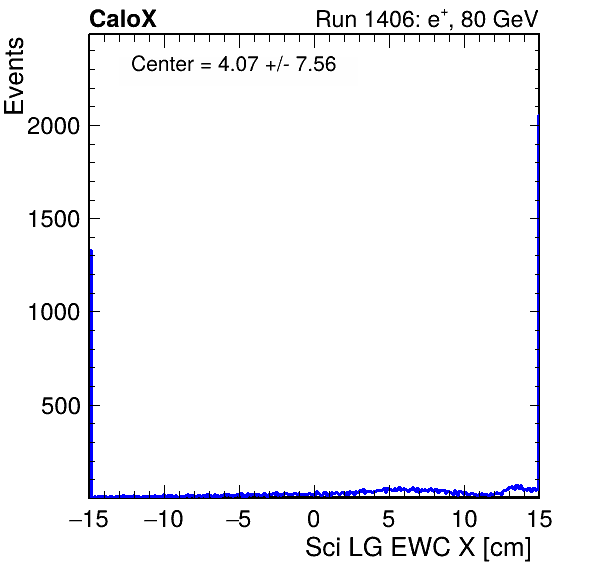 CaloX Run 1406: e⁺, 80 GeV
Center = 4.07 +/- 7.56
Events
2000
1500
1000
500
−15 −10 −5 0 5 10 15
Sci LG EWC X [cm]